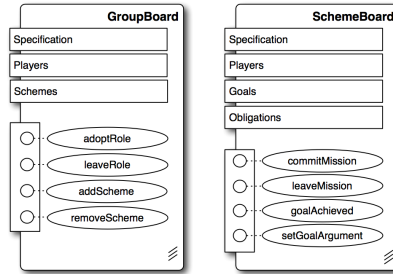 GroupBoard
Specification
Players
Schemes
adoptRole
leaveRole
addScheme
removeScheme
SchemeBoard
Specification
Players
Goals
Obligations
commitMission
leaveMission
goalAchieved
setGoalArgument